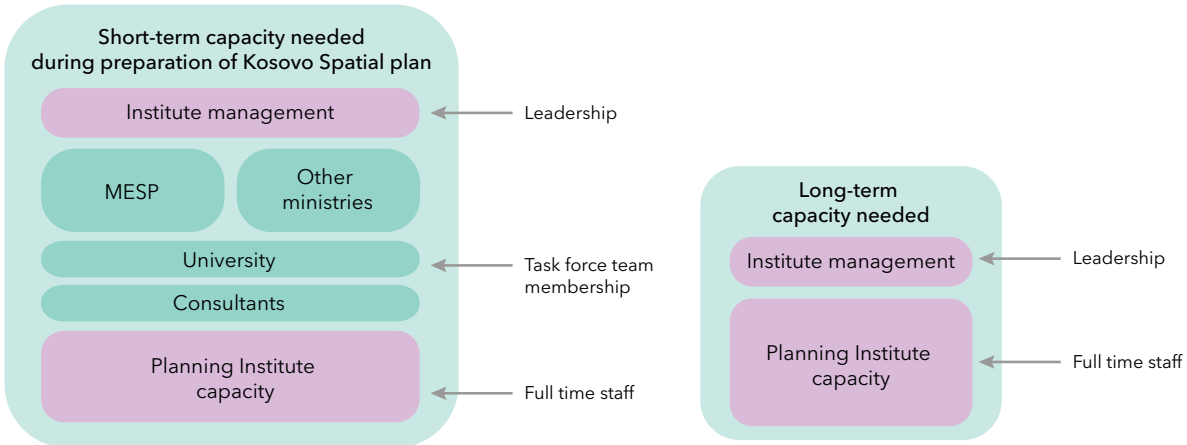 Short-term capacity needed
during preparation of Kosovo Spatial plan
Institute management
Leadership
MESP
Other
ministries
University
Task force team
membership
Consultants
Planning Institute
capacity
Full time staff
Long-term
capacity needed
Institute management
Leadership
Planning Institute
capacity
Full time staff